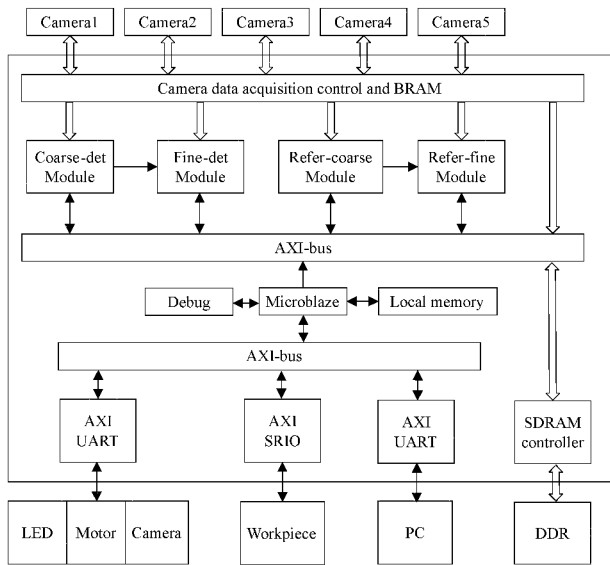 Camera1 Camera2 Camera3 Camera4 Camera5
Camera data acquisition control and BRAM
Coarse-det
Module
Fine-det
Module
Refer-coarse
Module
Refer-fine
Module
AXI-bus
Debug Microblaze Local memory
AXI-bus
AXI
UART
AXI
SRIO
AXI
UART
SDRAM
controller
LED Motor Camera Workpiece PC DDR